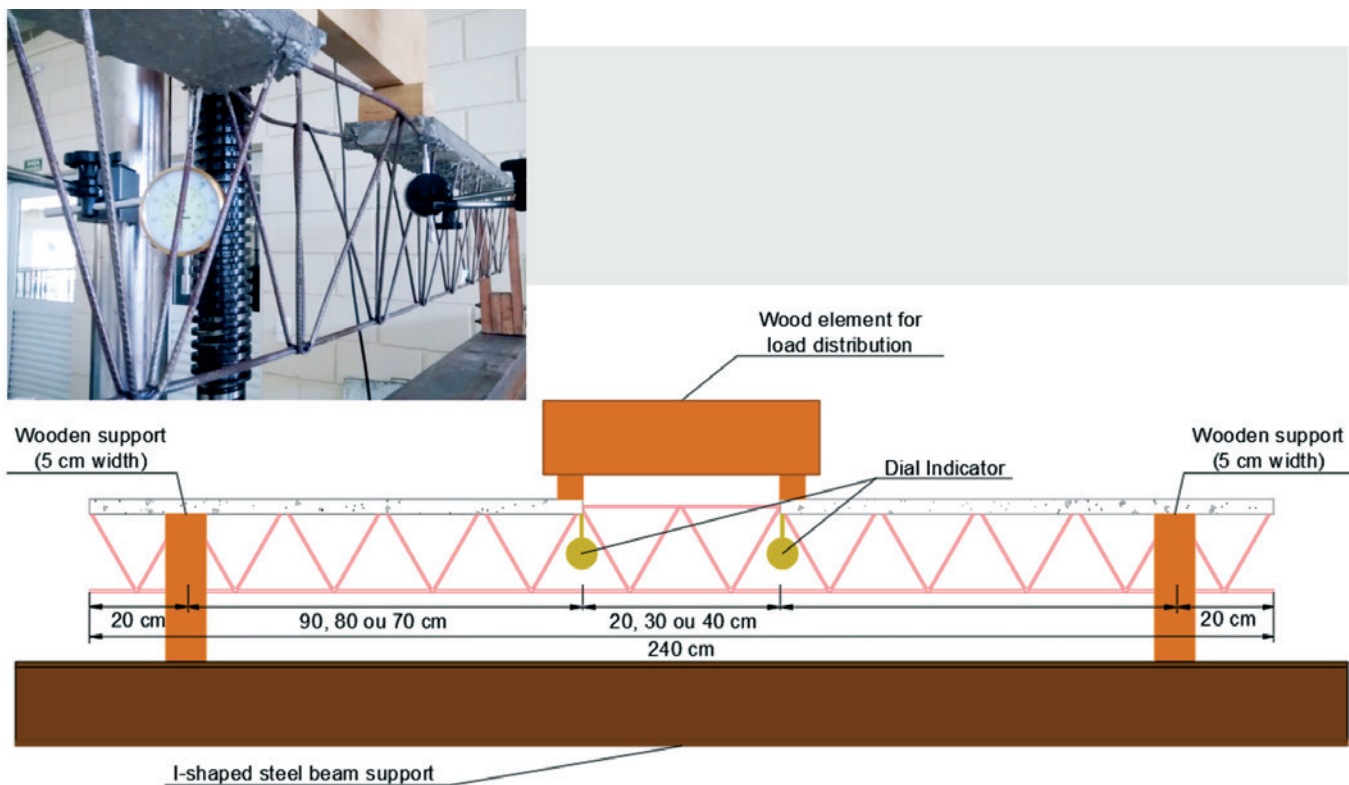 Wood element for
load distribution
Wooden support
(5 cm width)
Dial Indicator
Wooden support
(5 cm width)
20 cm
90, 80 ou 70 cm
20, 30 ou 40 cm
20 cm
240 cm
I-shaped steel beam support